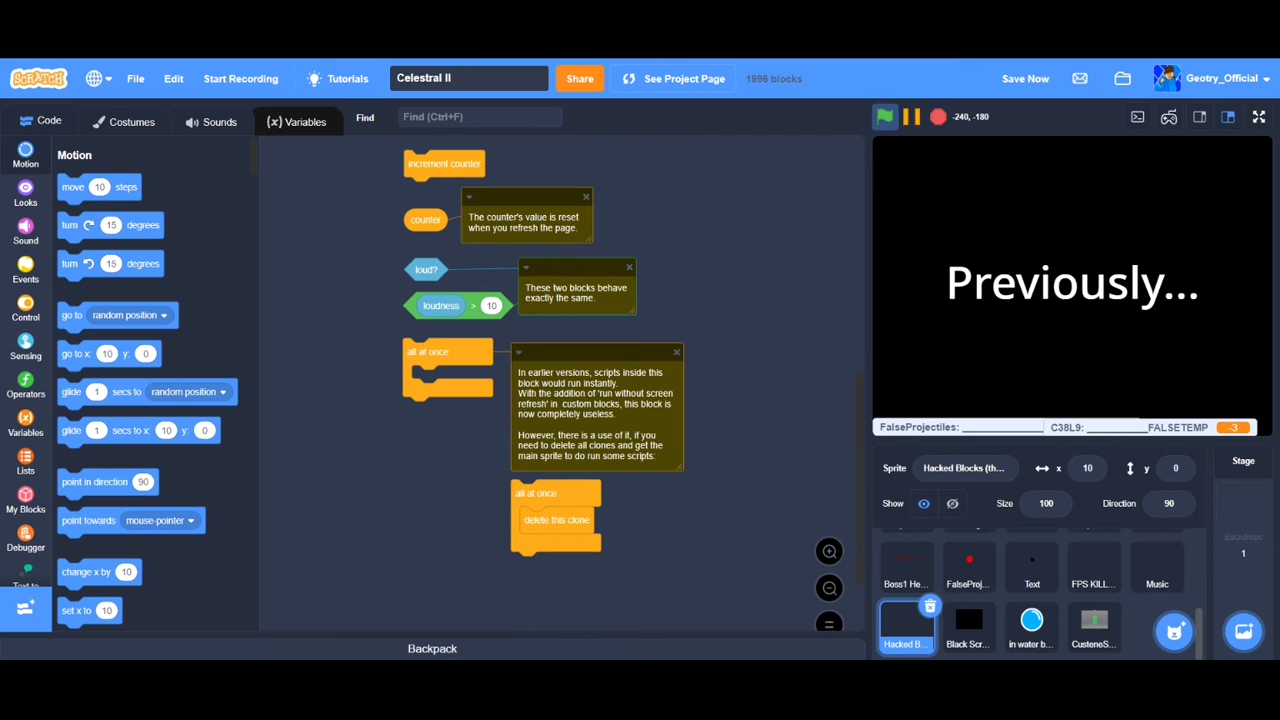 SCRATCH File Edit Start Recording Tutorials Celestral II Share See Project Page 1996 blocks Save Now Geotry_Official
Code Costumes Sounds (x) Variables Find Find (Ctrl+F) -240, -180
Motion
Looks
Sound
Events
Control
Sensing
Operators
Variables
Lists
My Blocks
Debugger
Motion
move 10 steps
turn 15 degrees
turn 15 degrees
go to random position
go to x: 10 y: 0
glide 1 secs to random position
glide 1 secs to x: 10 y: 0
point in direction 90
point towards mouse-pointer
change x by 10
set x to 10
increment counter
counter
The counter's value is reset
when you refresh the page.
loud?
loudness > 10
These two blocks behave
exactly the same.
all at once
In earlier versions, scripts inside this
block would run instantly.
With the addition of 'run without screen
refresh' in custom blocks, this block is
now completely useless.
However, there is a use of it, if you
need to delete all clones and get the
main sprite to do run some scripts:
all at once
delete this clone
=
Backpack
Previously...
FalseProjectiles: ____________ C38L9: _________FALSETEMP -3
Sprite Hacked Blocks (th... x 10 y 0
Show Size 100 Direction 90
Boss1 He... FalseProj... Text FPS KILL... Music
Hacked B... Black Scr... in water b... CusteneS...
Stage
Backdrops
1